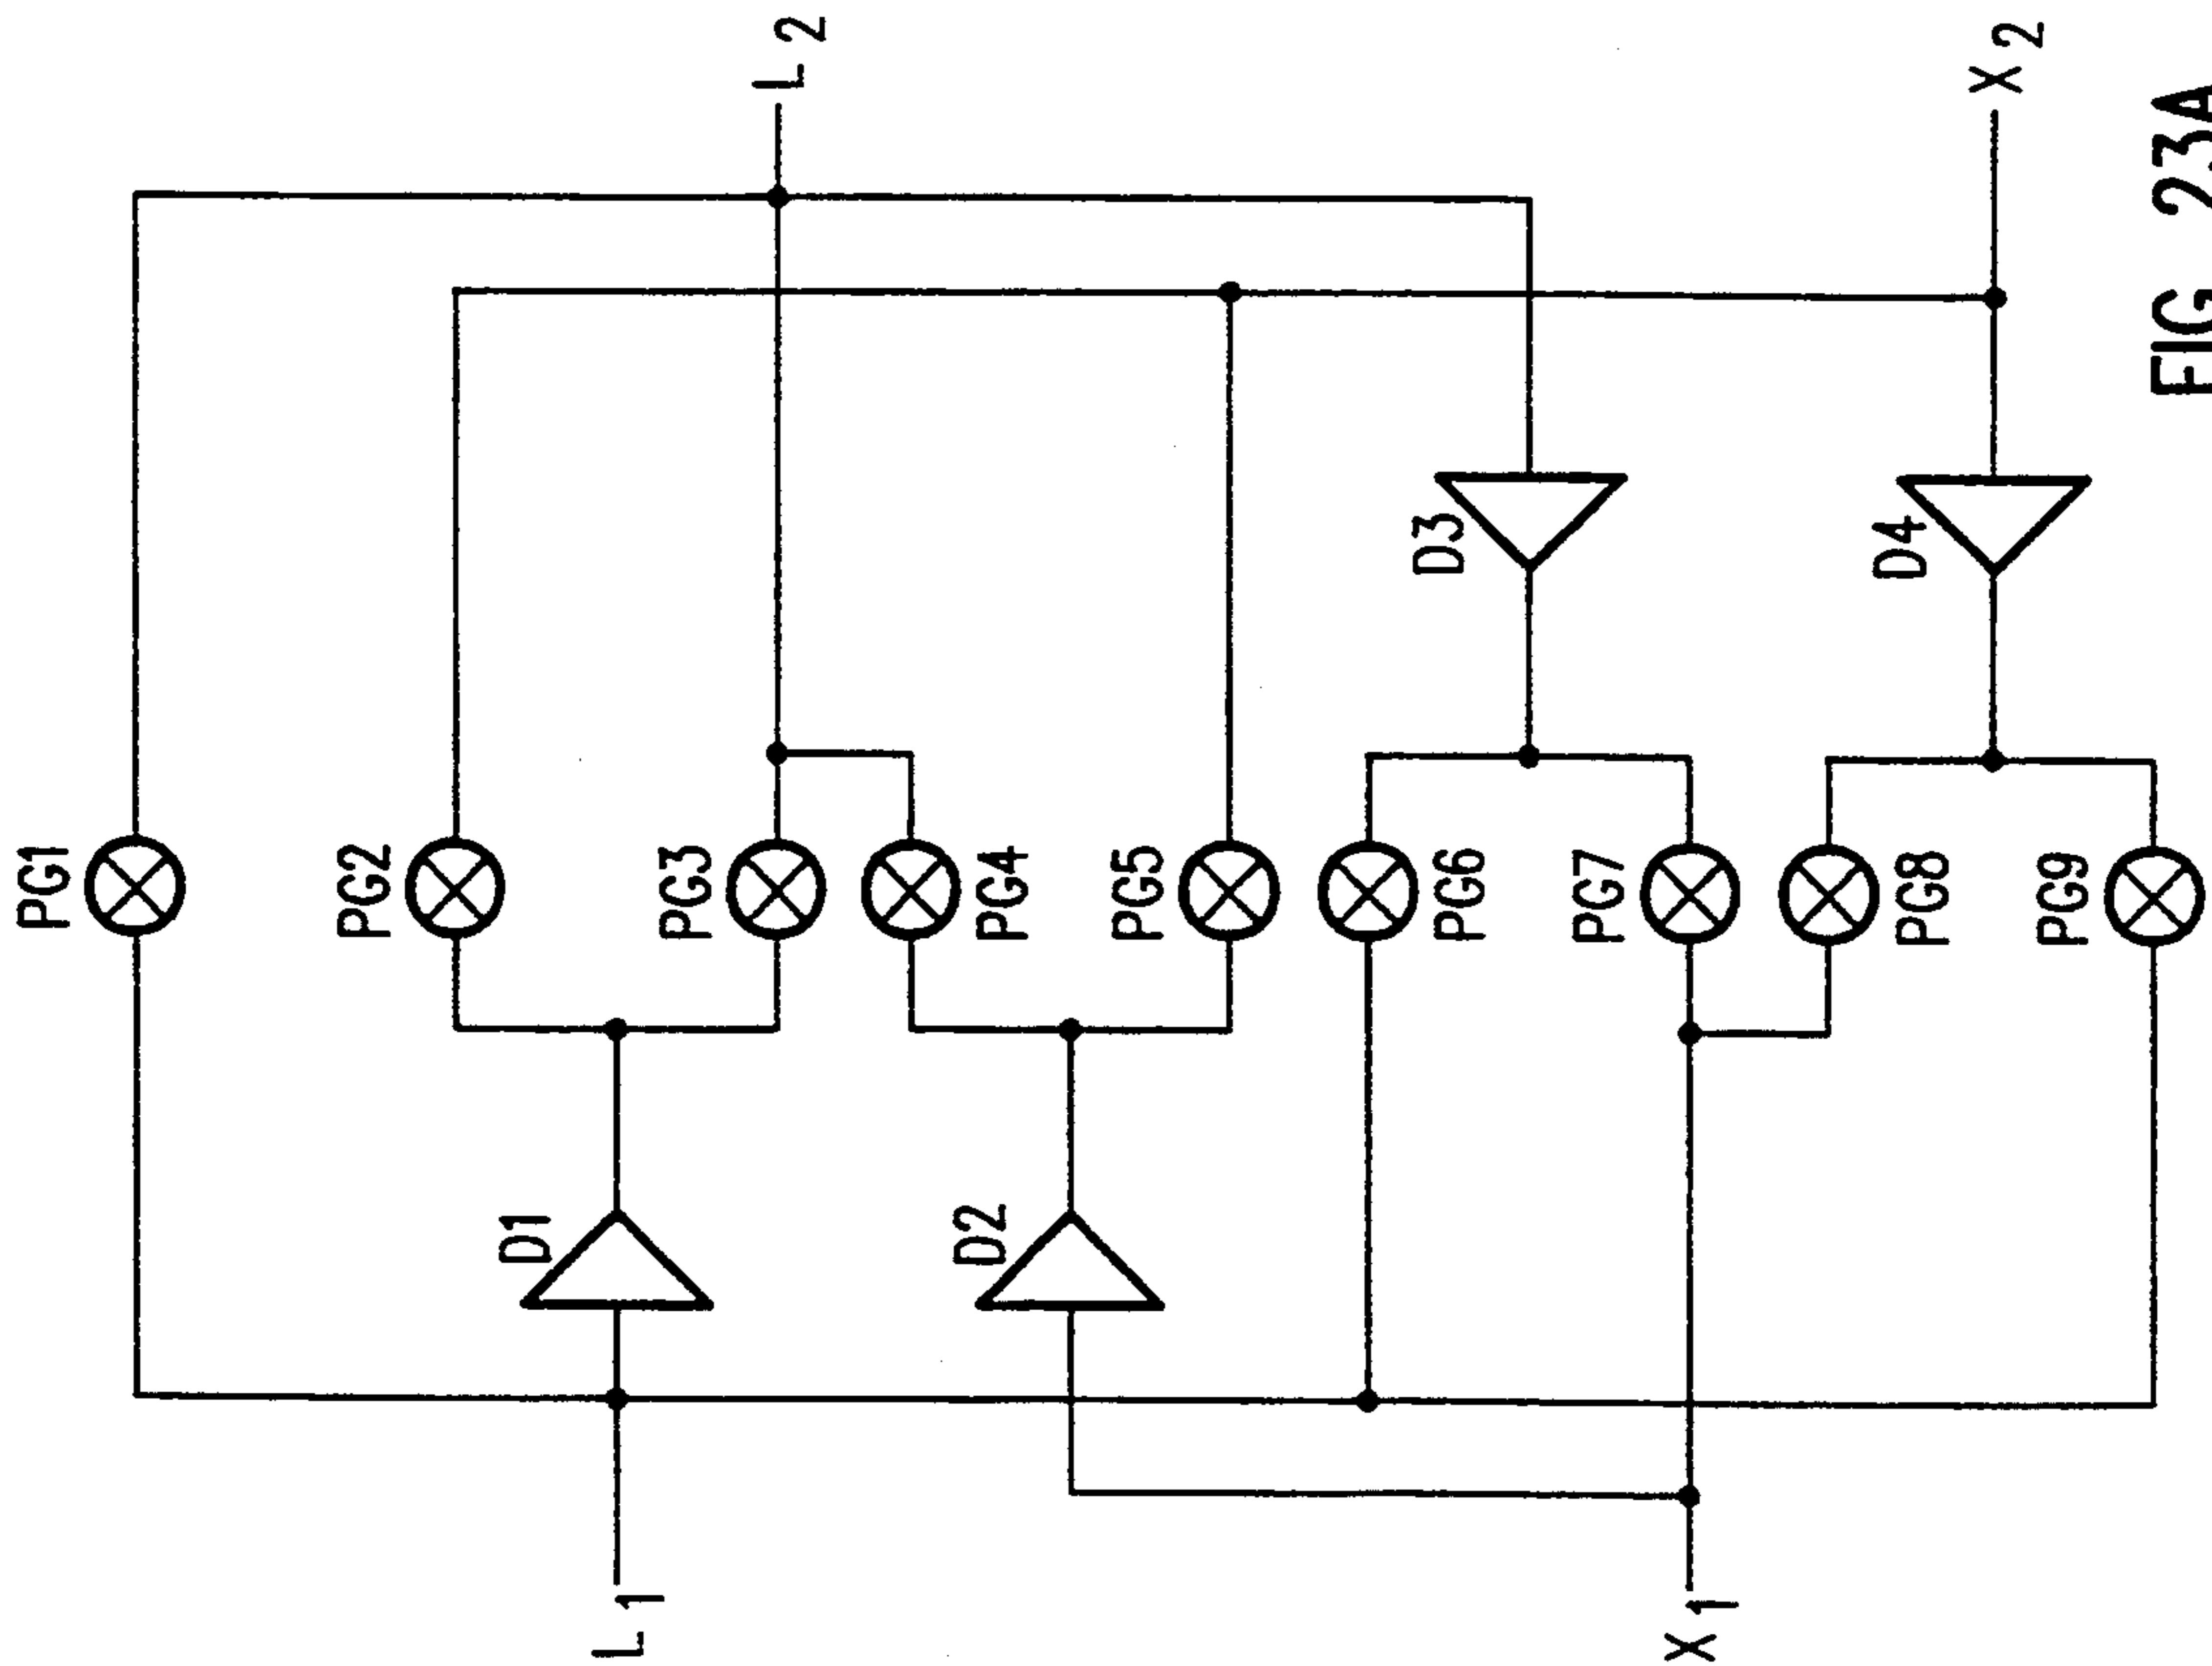 L1
X1
D1
D2
PG1
PG2
PG3
PG4
PG5
PG6
PG7
PG8
PG9
D3
D4
L2
X2
FIG 23A